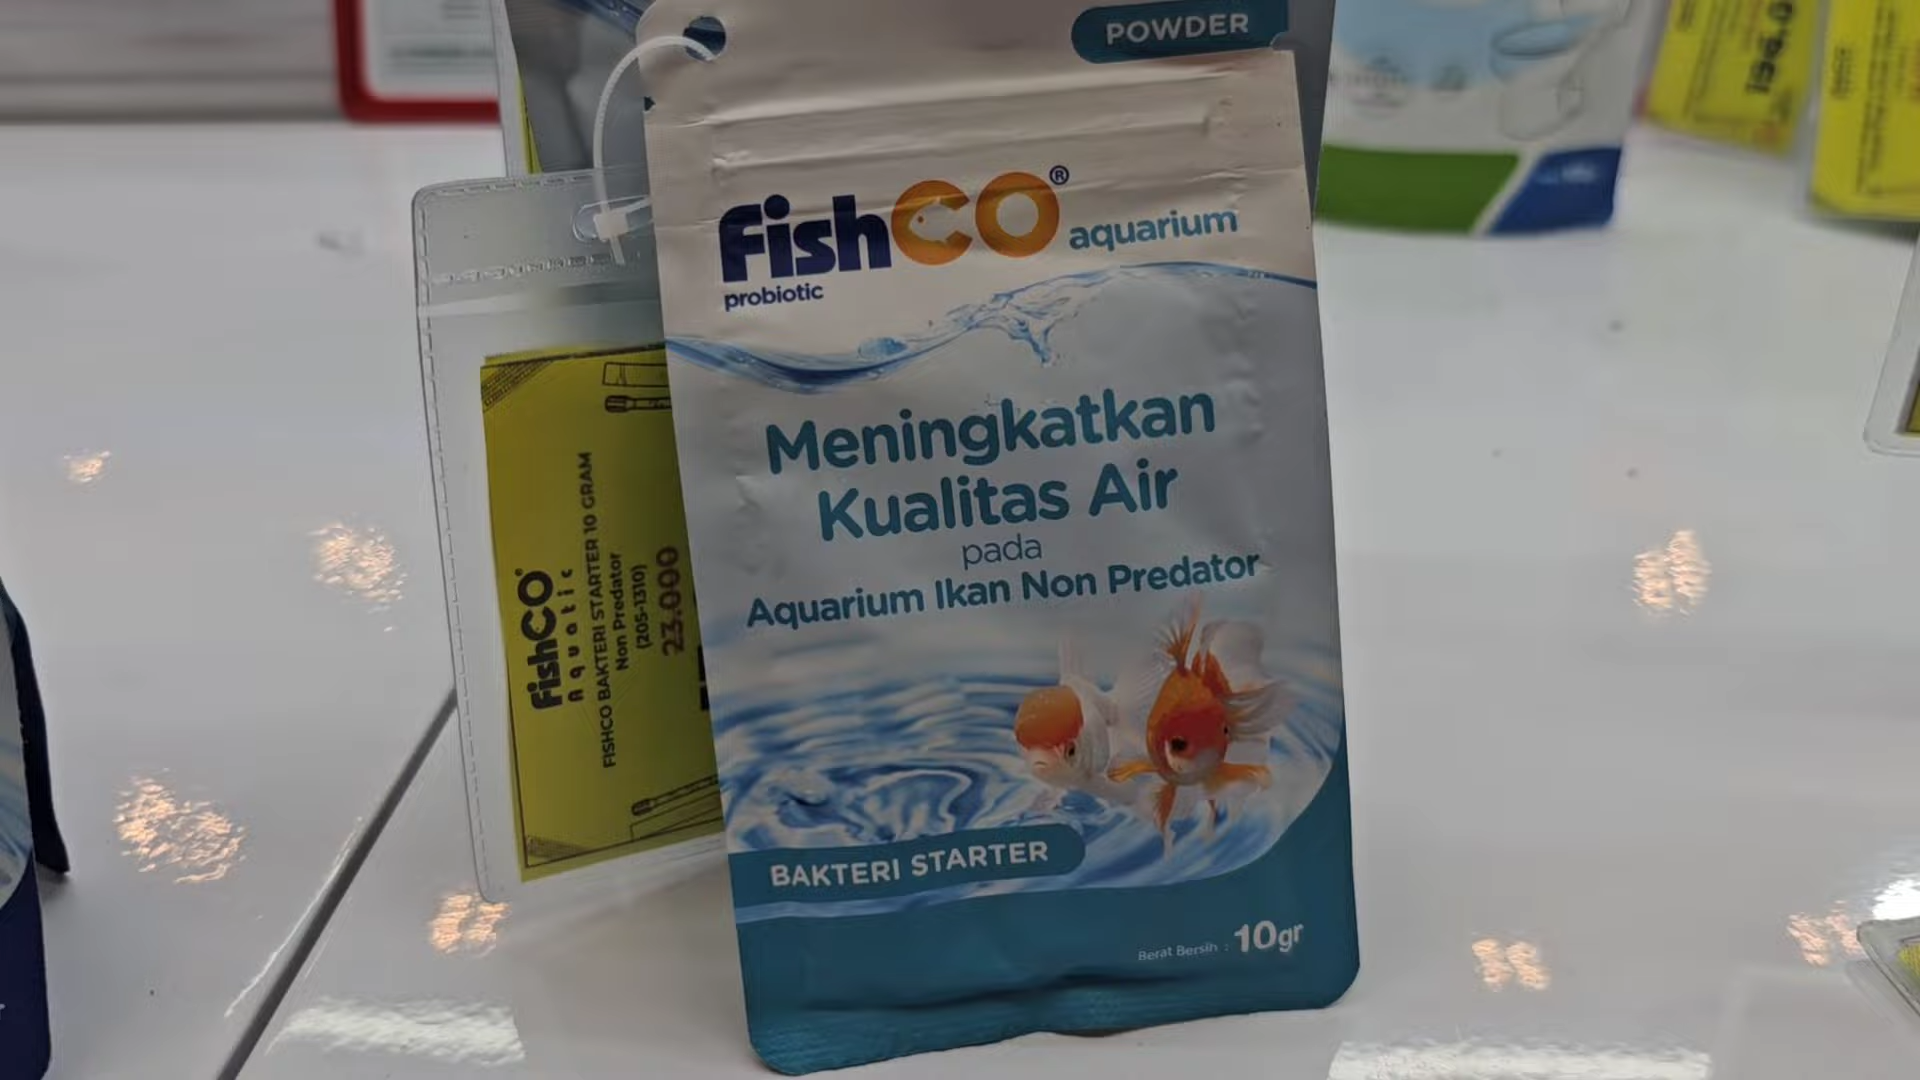 POWDER
fishCO® aquarium
probiotic
Meningkatkan
Kualitas Air
pada
Aquarium Ikan Non Predator
BAKTERI STARTER
Berat Bersih : 10gr
fishCO®
Aquatic
FISHCO BAKTERI STARTER 10 GRAM
Non Predator
(205-1310)
23.000